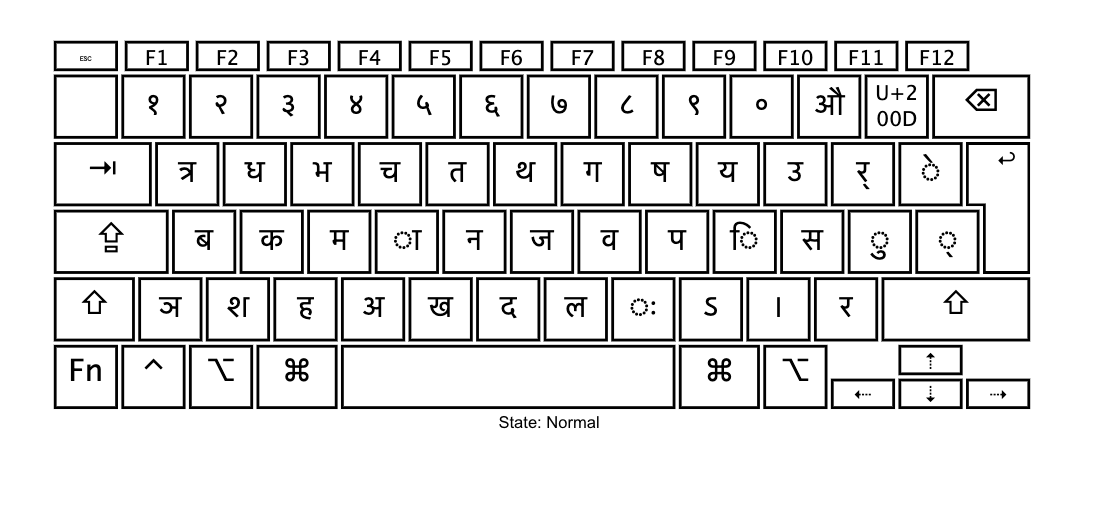 ESC F1 F2 F3 F4 F5 F6 F7 F8 F9 F10 F11 F12
१ २ ३ ४ ५ ६ ७ ८ ९ ० औ U+200D ⌫
⇥ त्र ध भ च त थ ग ष य उ र् ◌े ↩
⇪ ब क म ◌ा न ज व प ि◌ स ◌ु ◌्
⇧ ञ श ह अ ख द ल ◌ः ऽ । र ⇧
Fn ^ ⌥ ⌘ ⌘ ⌥ ⇠ ⇡ ⇣ ⇢
State: Normal